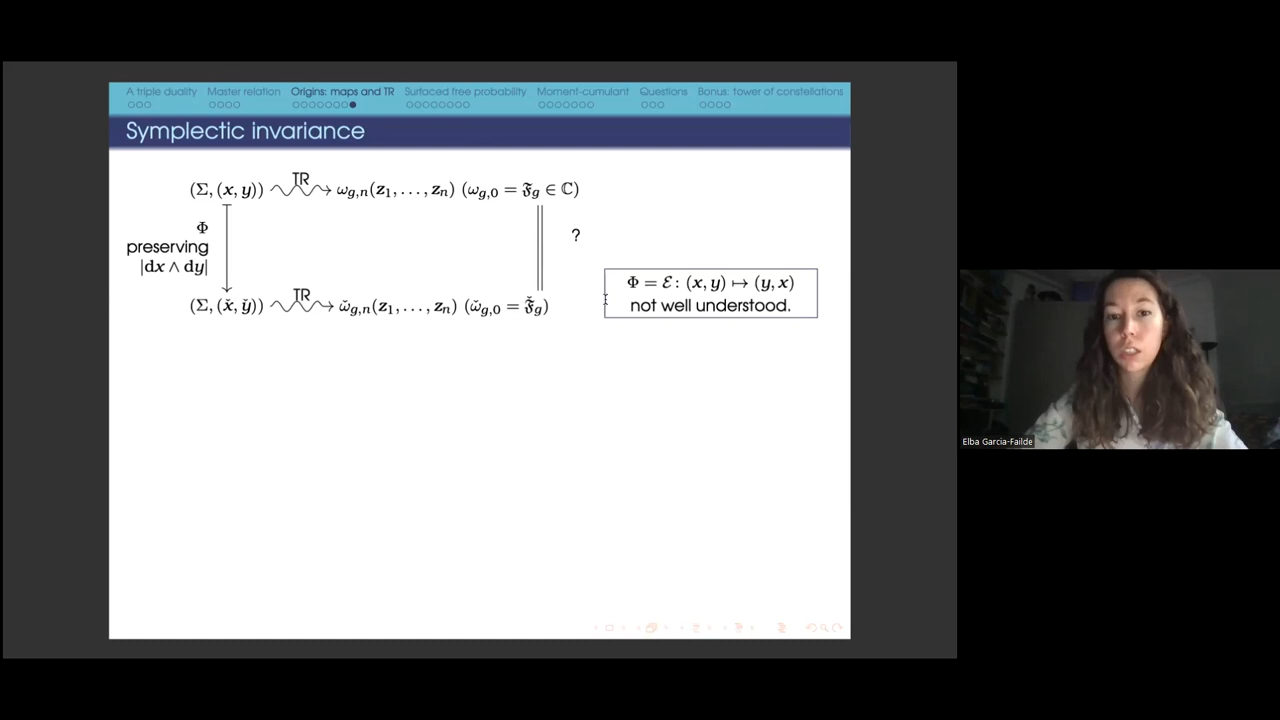 A triple duality Master relation Origins: maps and TR Surfaced free probability Moment-cumulant Questions Bonus: tower of constellations
Symplectic invariance
(Σ, (x, y)) TR ω_{g,n}(z_1, . . . , z_n) (ω_{g,0} = 𝔉_g ∈ ℂ)
Φ
preserving
|dx ∧ dy|
?
Φ = ℰ: (x, y) ↦ (y, x)
not well understood.
(Σ, (x̌, y̌)) TR ω̌_{g,n}(z_1, . . . , z_n) (ω̌_{g,0} = 𝔉̌_g)
Elba Garcia-Failde